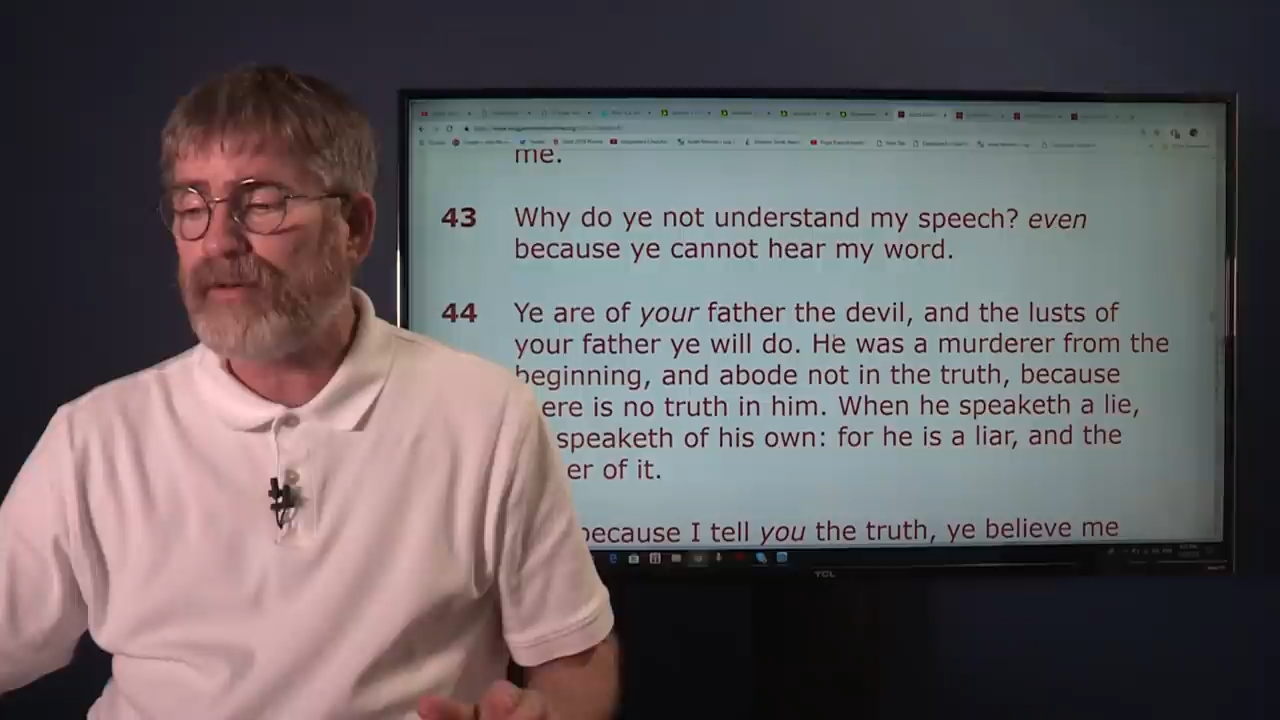 me.
43 Why do ye not understand my speech? even
because ye cannot hear my word.
44 Ye are of your father the devil, and the lusts of
your father ye will do. He was a murderer from the
beginning, and abode not in the truth, because
ere is no truth in him. When he speaketh a lie,
speaketh of his own: for he is a liar, and the
er of it.
because I tell you the truth, ye believe me
TCL